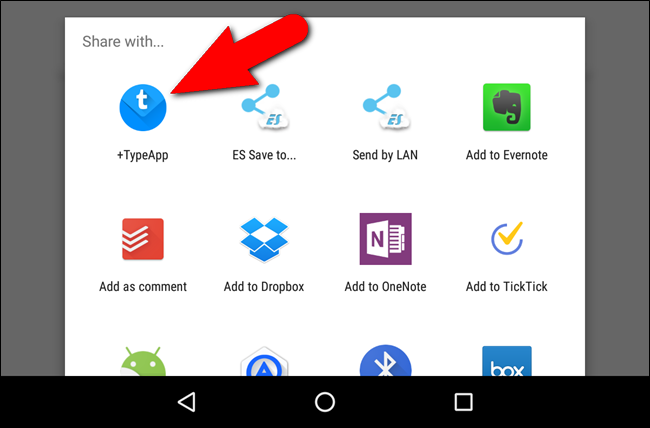 Share with...
t
+TypeApp
ES
ES Save to...
ES
Send by LAN
Add to Evernote
Add as comment
Add to Dropbox
N
Add to OneNote
Add to TickTick
A
box